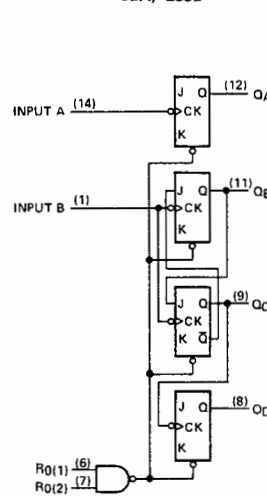 J Q (12) QA
INPUT A (14) CK
K
J Q (11) QB
INPUT B (1) CK
K
J Q (9) QC
CK
K Q̄
J Q (8) QD
CK
K
R0(1) (6)
R0(2) (7)